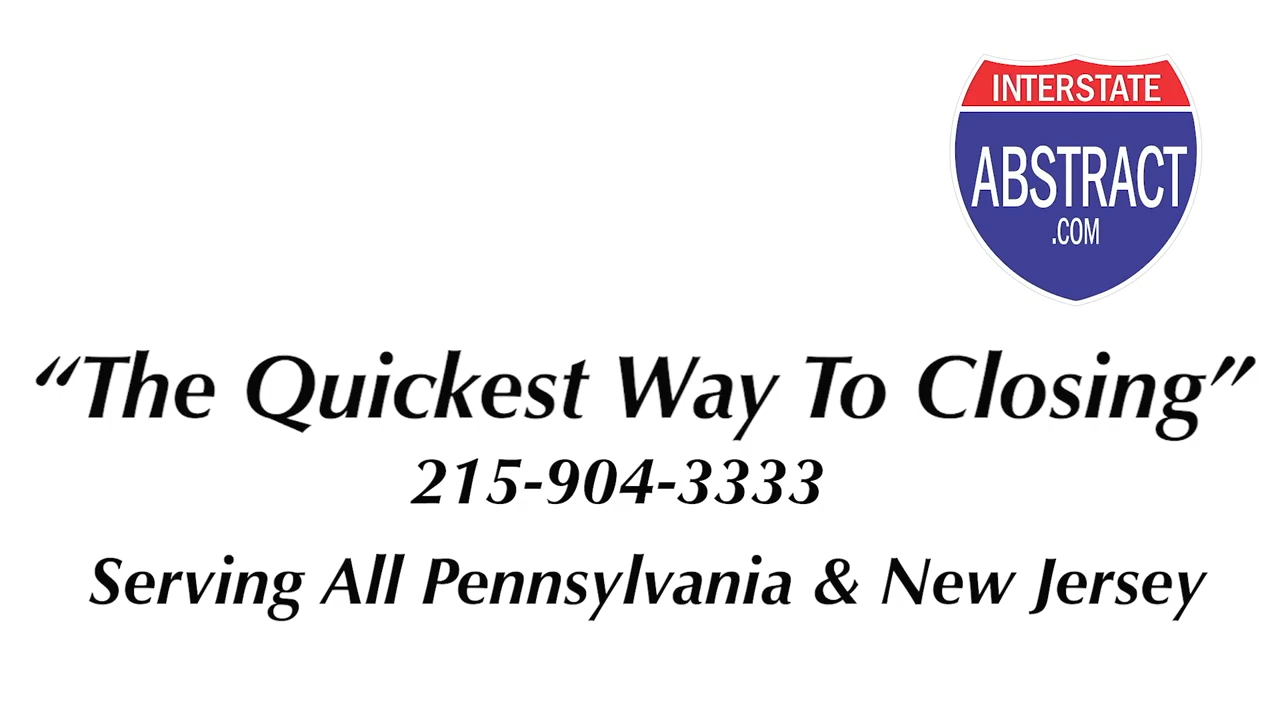 INTERSTATE
ABSTRACT
.COM
“The Quickest Way To Closing”
215-904-3333
Serving All Pennsylvania & New Jersey